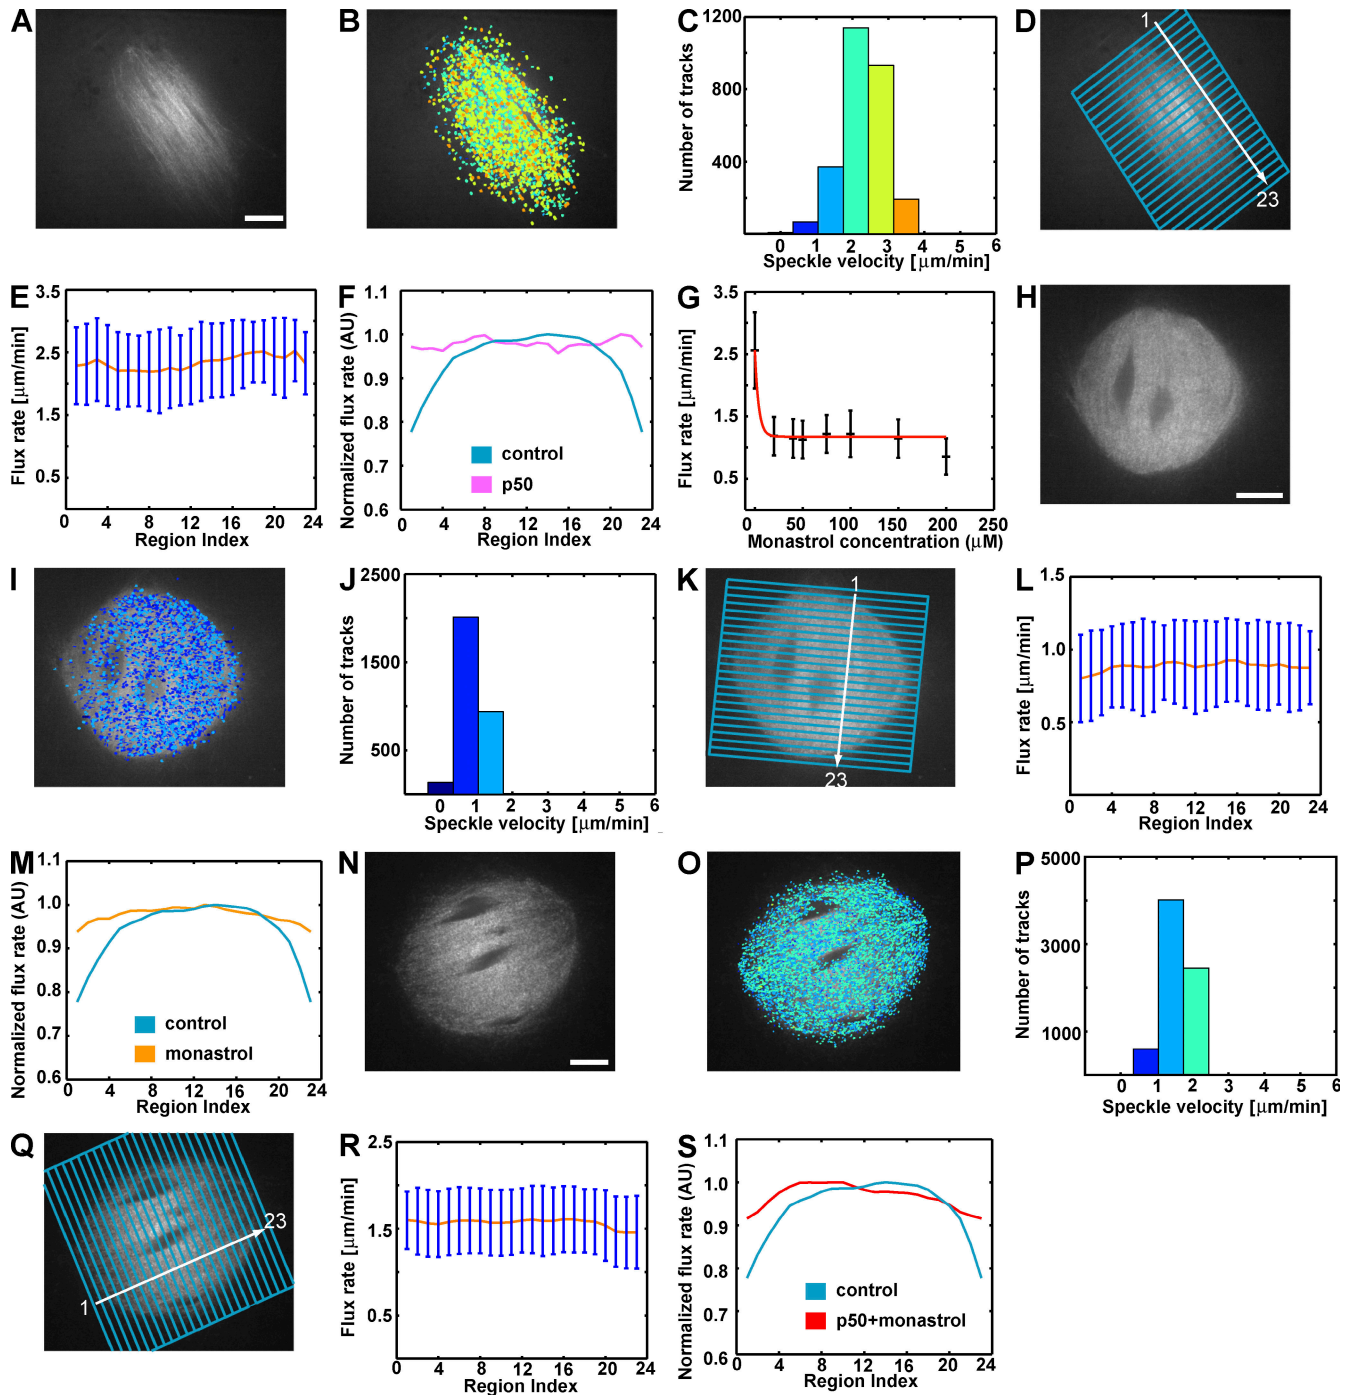 A
B
C
Number of tracks
1200
800
400
0 1 2 3 4 5 6
Speckle velocity [μm/min]
D
1
23
E
Flux rate [μm/min]
3.5
2.5
1.5
0.5
0 4 8 12 16 20 24
Region Index
F
Normalized flux rate (AU)
1.1
1.0
0.9
0.8
0.7
0.6
control
p50
0 4 8 12 16 20 24
Region Index
G
Flux rate [μm/min]
3.5
2.5
1.5
0.5
0 50 100 150 200 250
Monastrol concentration (μM)
H
I
J
Number of tracks
2500
1500
500
0 1 2 3 4 5 6
Speckle velocity [μm/min]
K
1
23
L
Flux rate [μm/min]
1.5
1.0
0.5
0 4 8 12 16 20 24
Region Index
M
Normalized flux rate (AU)
1.1
1.0
0.9
0.8
0.7
0.6
control
monastrol
0 4 8 12 16 20 24
Region Index
N
O
P
Number of tracks
5000
3000
1000
0 1 2 3 4 5 6
Speckle velocity [μm/min]
Q
1
23
R
Flux rate [μm/min]
2.5
1.5
0.5
0 4 8 12 16 20 24
Region Index
S
Normalized flux rate (AU)
1.1
1.0
0.9
0.8
0.7
0.6
control
p50+monastrol
0 4 8 12 16 20 24
Region Index